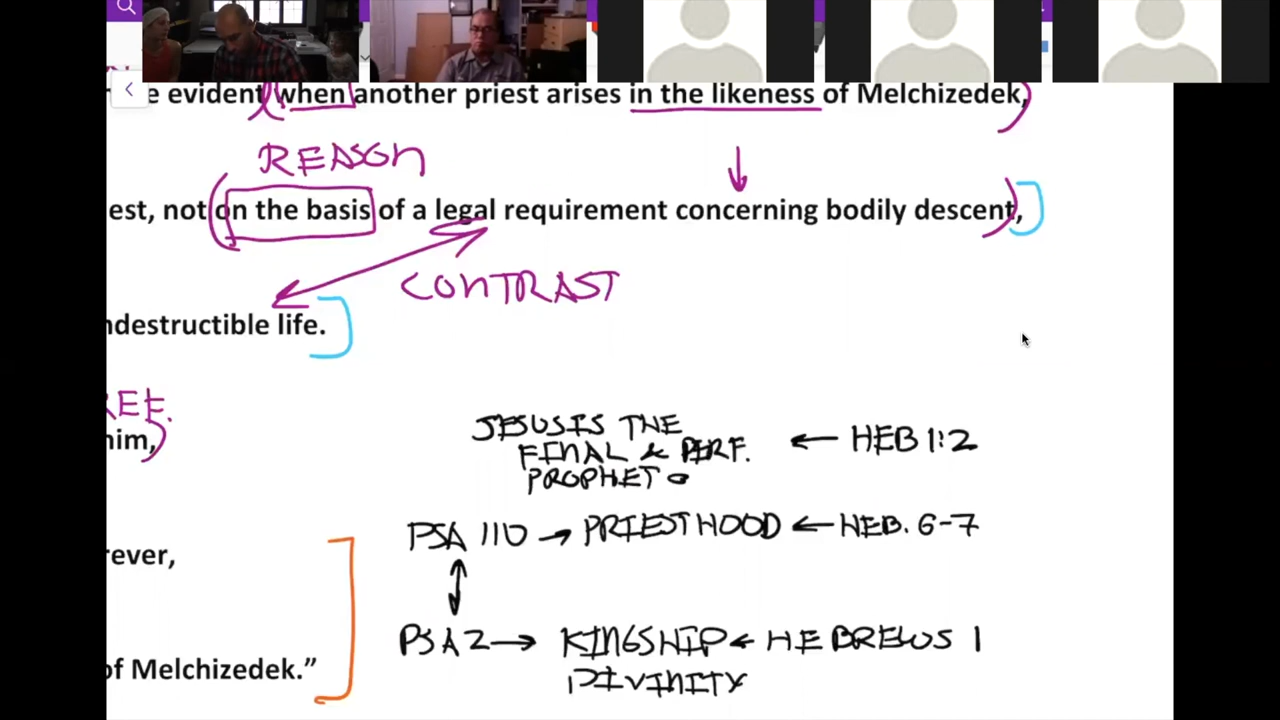 e evident when another priest arises in the likeness of Melchizedek,
REASON
est, not on the basis of a legal requirement concerning bodily descent,
CONTRAST
ndestructible life.
REE.
him,
JESUS IS THE
FINAL & PERF. ← HEB 1:2
PROPHET
PSA 110 → PRIESTHOOD ← HEB. 6-7
rever,
PSA 2 → KINGSHIP ← HEBREWS 1
of Melchizedek.”
DIVINITY